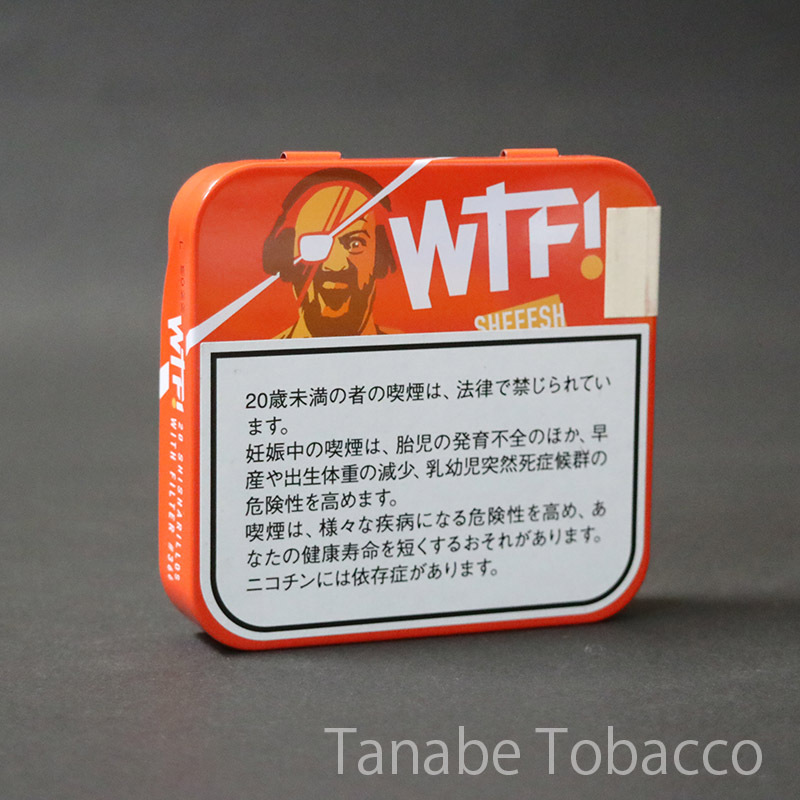 WTF!
SHEEESH
20歳未満の者の喫煙は、法律で禁じられてい
ます。
妊娠中の喫煙は、胎児の発育不全のほか、早
産や出生体重の減少、乳幼児突然死症候群の
危険性を高めます。
喫煙は、様々な疾病になる危険性を高め、あ
なたの健康寿命を短くするおそれがあります。
ニコチンには依存症があります。
WTF!
20 SHISHARILLOS
WITH FILTER
Tanabe Tobacco